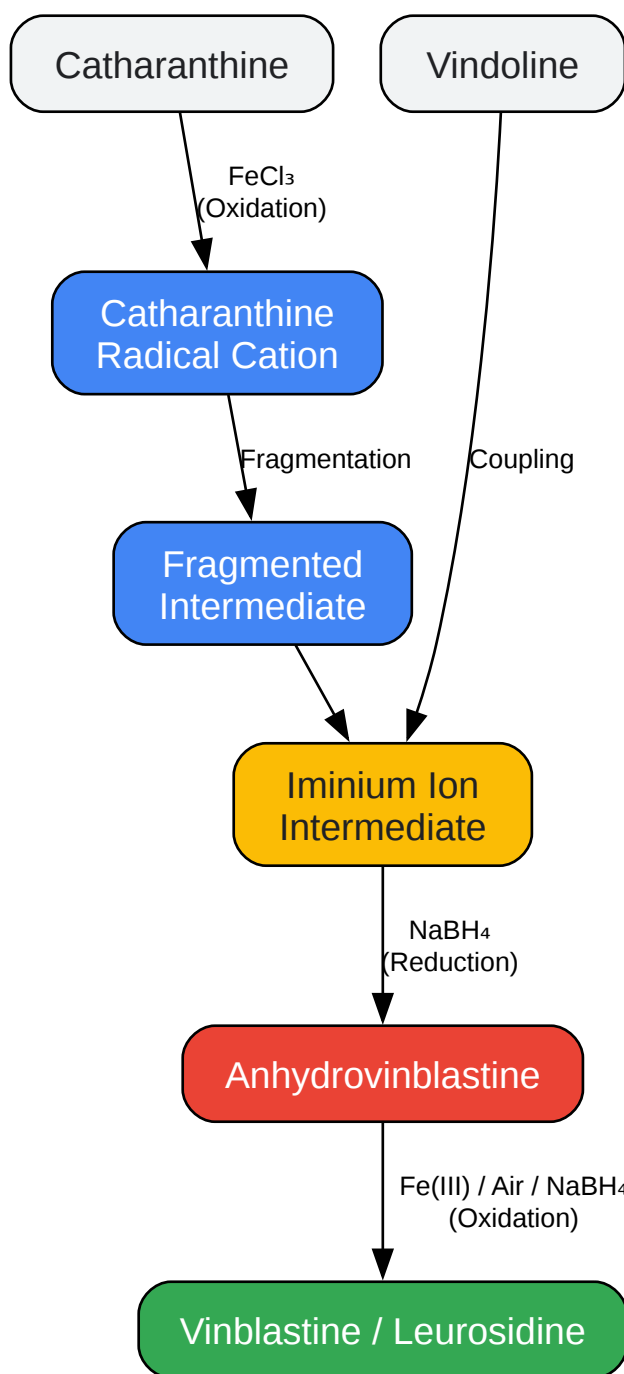 Catharanthine
Vindoline
FeCl₃
(Oxidation)
Catharanthine
Radical Cation
Fragmentation
Coupling
Fragmented
Intermediate
Iminium Ion
Intermediate
NaBH₄
(Reduction)
Anhydrovinblastine
Fe(III) / Air / NaBH₄
(Oxidation)
Vinblastine / Leurosidine